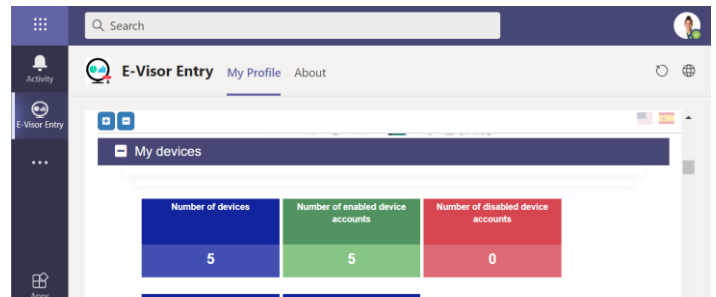 Search
Activity
E-Visor Entry My Profile About
E-Visor Entry
My devices
Number of devices
5
Number of enabled device
accounts
5
Number of disabled device
accounts
0
Apps